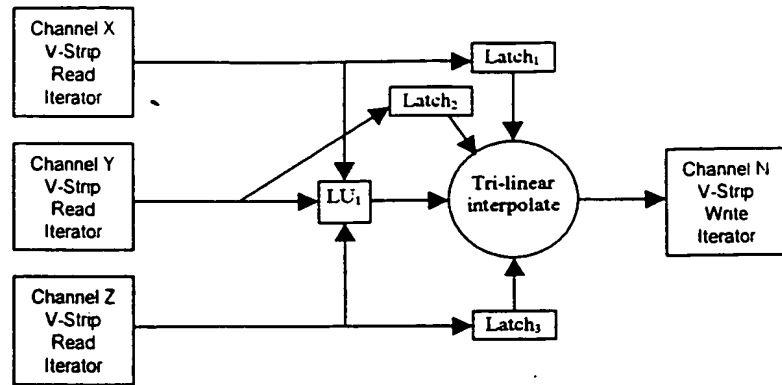 Channel X
V-Strip
Read
Iterator
Latch₁
Latch₂
Channel Y
V-Strip
Read
Iterator
LU₁
Tri-linear
interpolate
Channel N
V-Strip
Write
Iterator
Channel Z
V-Strip
Read
Iterator
Latch₃